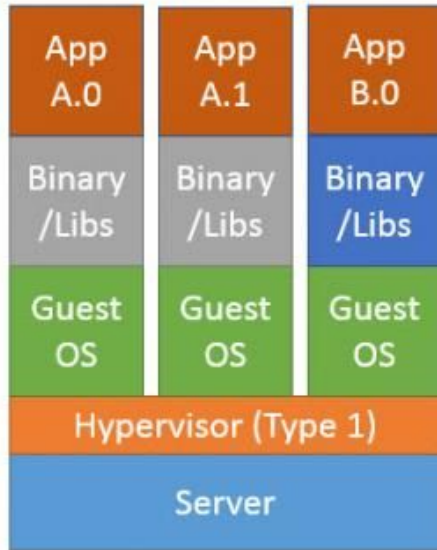 App
A.0
App
A.1
App
B.0
Binary
/Libs
Binary
/Libs
Binary
/Libs
Guest
OS
Guest
OS
Guest
OS
Hypervisor (Type 1)
Server